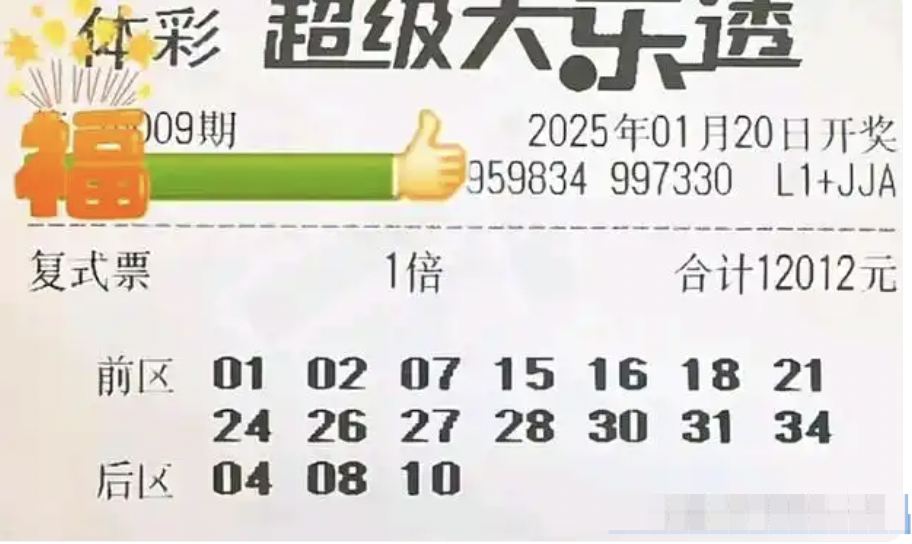 体彩 超级大乐透
009期 2025年01月20日开奖
福 959834 997330 L1+JJA
复式票 1倍 合计12012元
前区 01 02 07 15 16 18 21
24 26 27 28 30 31 34
后区 04 08 10